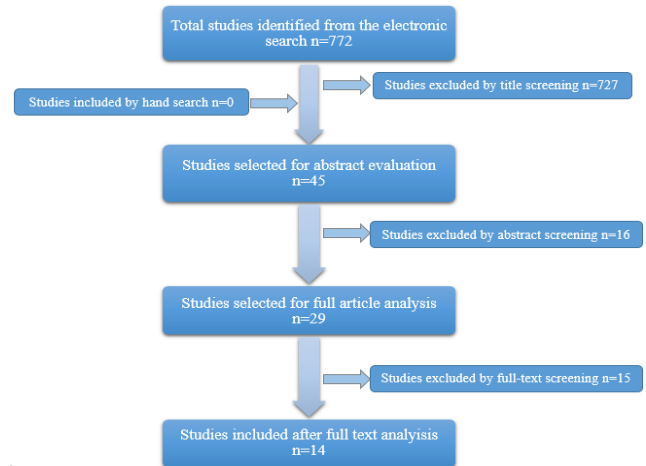 Total studies identified from the electronic
search n=772
Studies excluded by title screening n=727
Studies included by hand search n=0
Studies selected for abstract evaluation
n=45
Studies excluded by abstract screening n=16
Studies selected for full article analysis
n=29
Studies excluded by full-text screening n=15
Studies included after full text analyisis
n=14